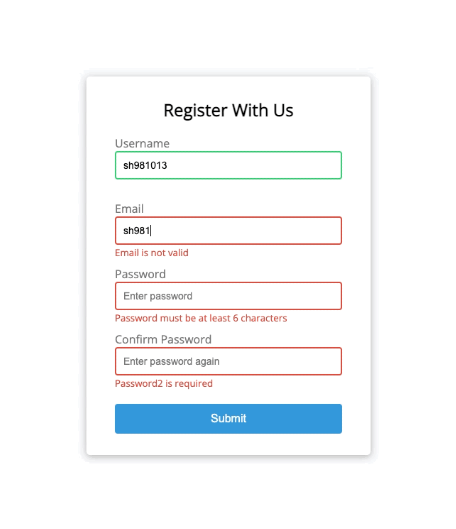 Register With Us
Username
sh981013
Email
sh981
Email is not valid
Password
Enter password
Password must be at least 6 characters
Confirm Password
Enter password again
Password2 is required
Submit